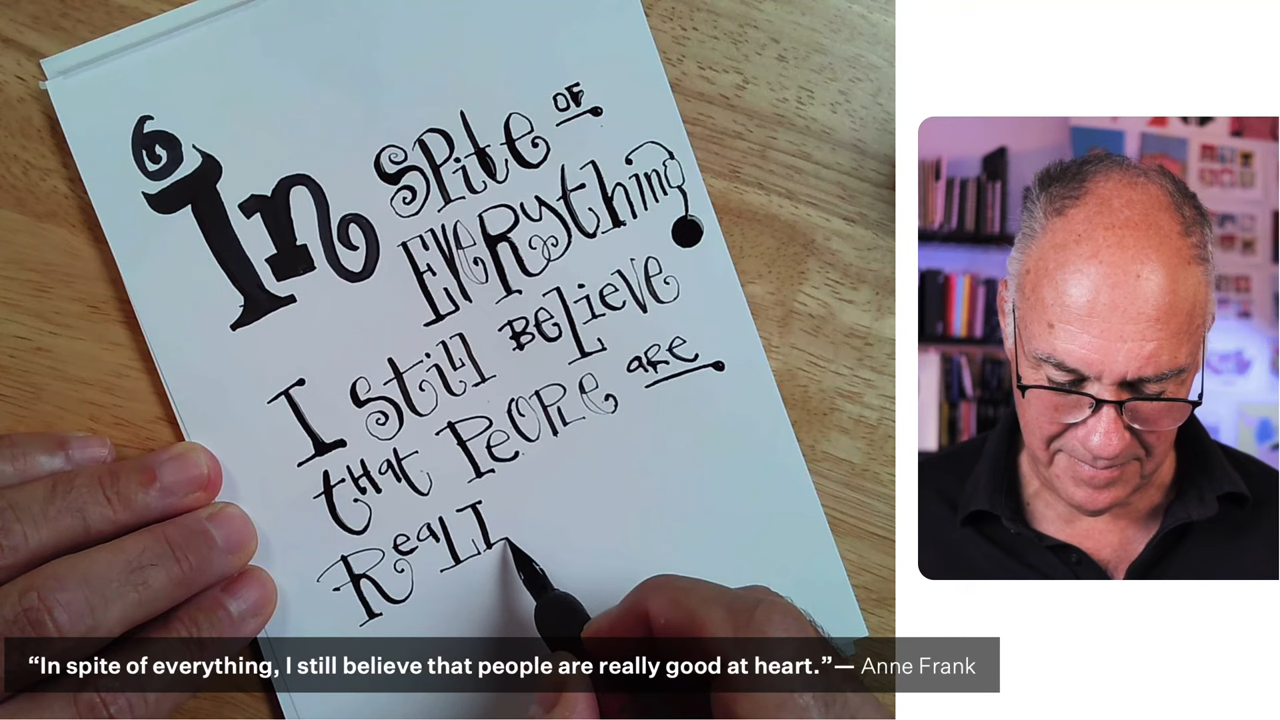 In SPite OF
EVERything
I Still BELieVe
tHat PeOPle aRE
ReaLL
“In spite of everything, I still believe that people are really good at heart.”— Anne Frank